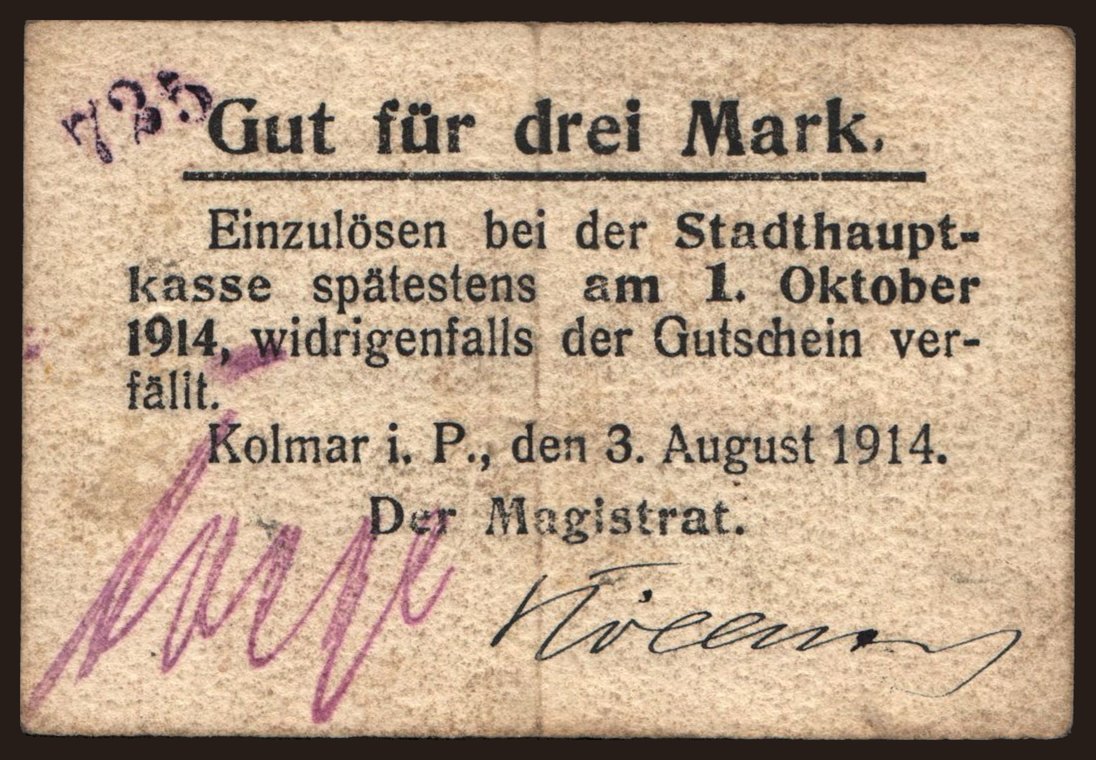 735
Gut für drei Mark.
Einzulösen bei der Stadthaupt-
kasse spätestens am 1. Oktober
1914, widrigenfalls der Gutschein ver-
fällt.
Kolmar i. P., den 3. August 1914.
Der Magistrat.